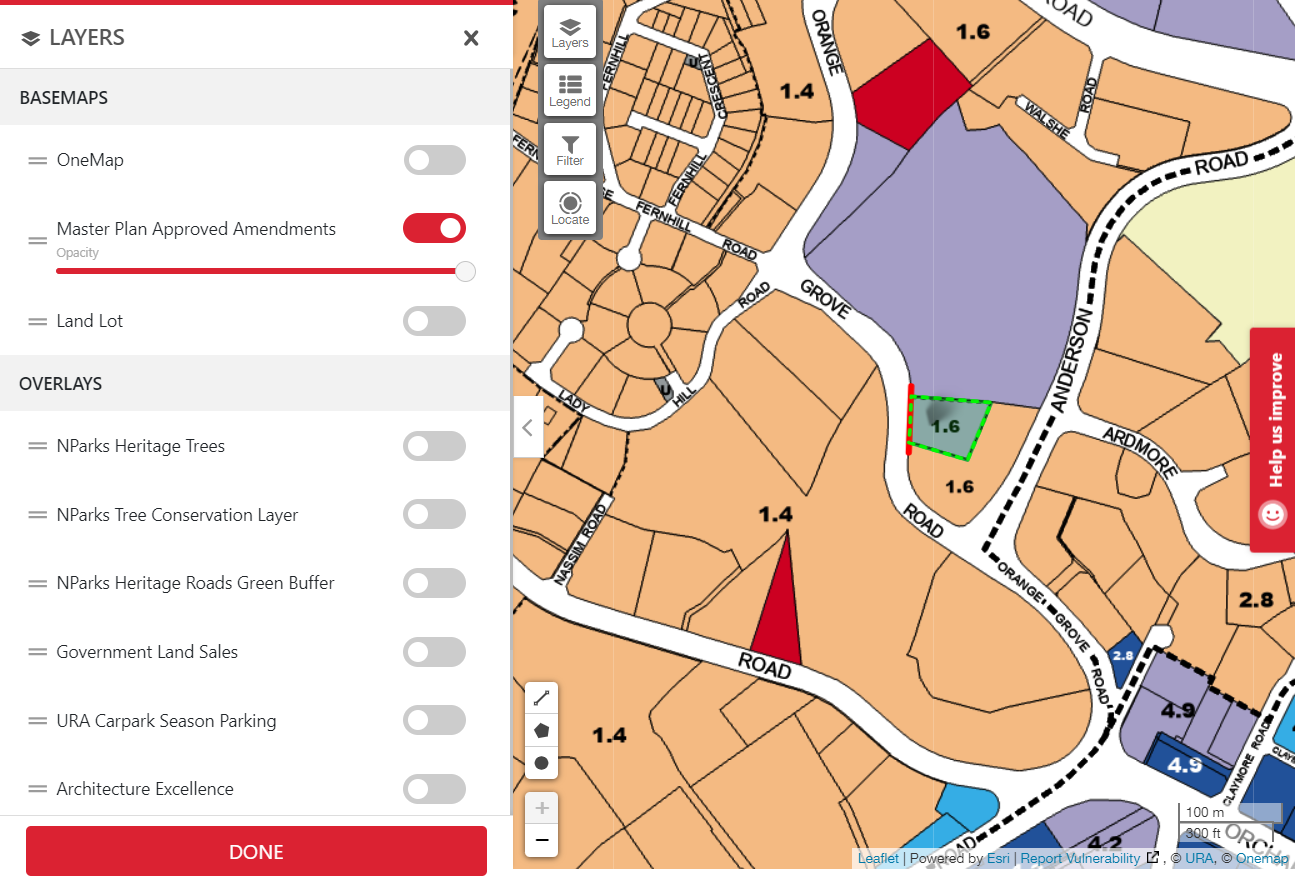 LAYERS
BASEMAPS
OneMap
Master Plan Approved Amendments
Opacity
Land Lot
OVERLAYS
NParks Heritage Trees
NParks Tree Conservation Layer
NParks Heritage Roads Green Buffer
Government Land Sales
URA Carpark Season Parking
Architecture Excellence
DONE
Layers
Legend
Filter
Locate
FERNHILL
U
CRESCENT
FERNHILL
FERNHILL
ROAD
ORANGE
1.6
1.4
ROAD
WALSHE
ROAD
ROAD
GROVE
ROAD
ANDERSON
LADY
HILL
U
1.6
1.6
ARDMORE
Help us improve
1.4
NASSIM ROAD
ROAD
ORANGE
GROVE
ROAD
2.8
2.8
ROAD
1.4
4.9
4.9
CLAYMORE ROAD
4.2
ROAD
100 m
300 ft
Leaflet | Powered by Esri | Report Vulnerability , © URA, © Onemap